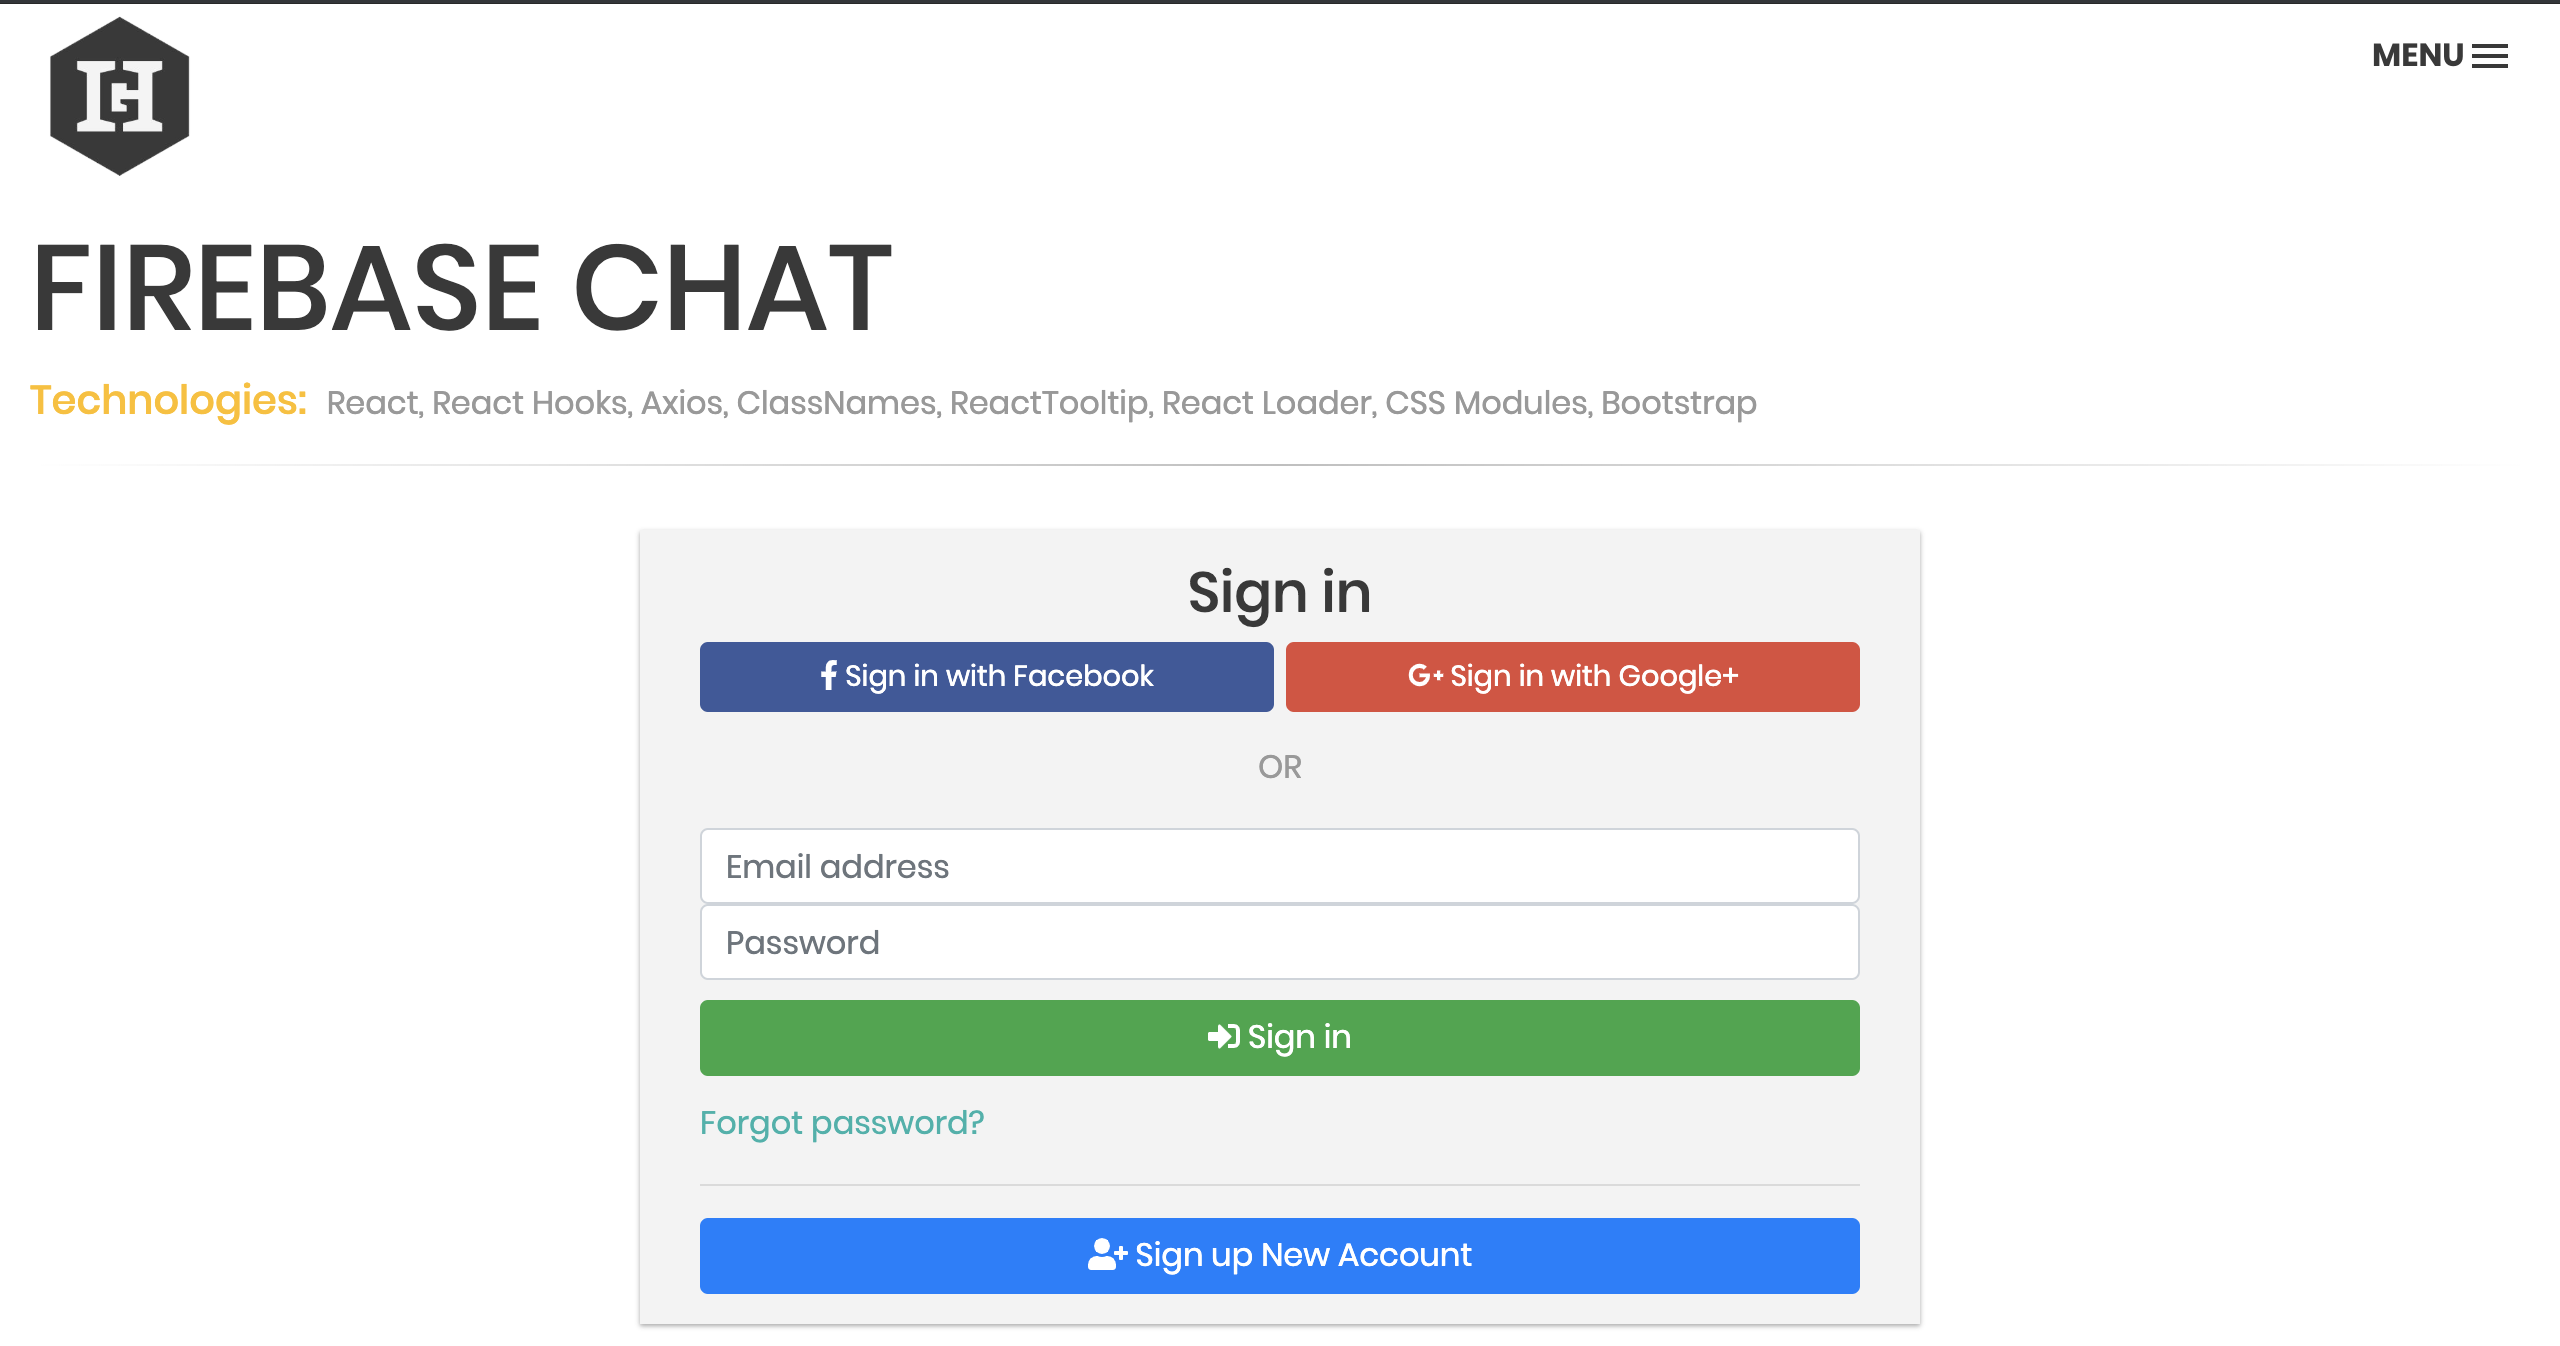 MENU
FIREBASE CHAT
Technologies: React, React Hooks, Axios, ClassNames, ReactTooltip, React Loader, CSS Modules, Bootstrap
Sign in
Sign in with Facebook
G+ Sign in with Google+
OR
Email address
Password
Sign in
Forgot password?
Sign up New Account